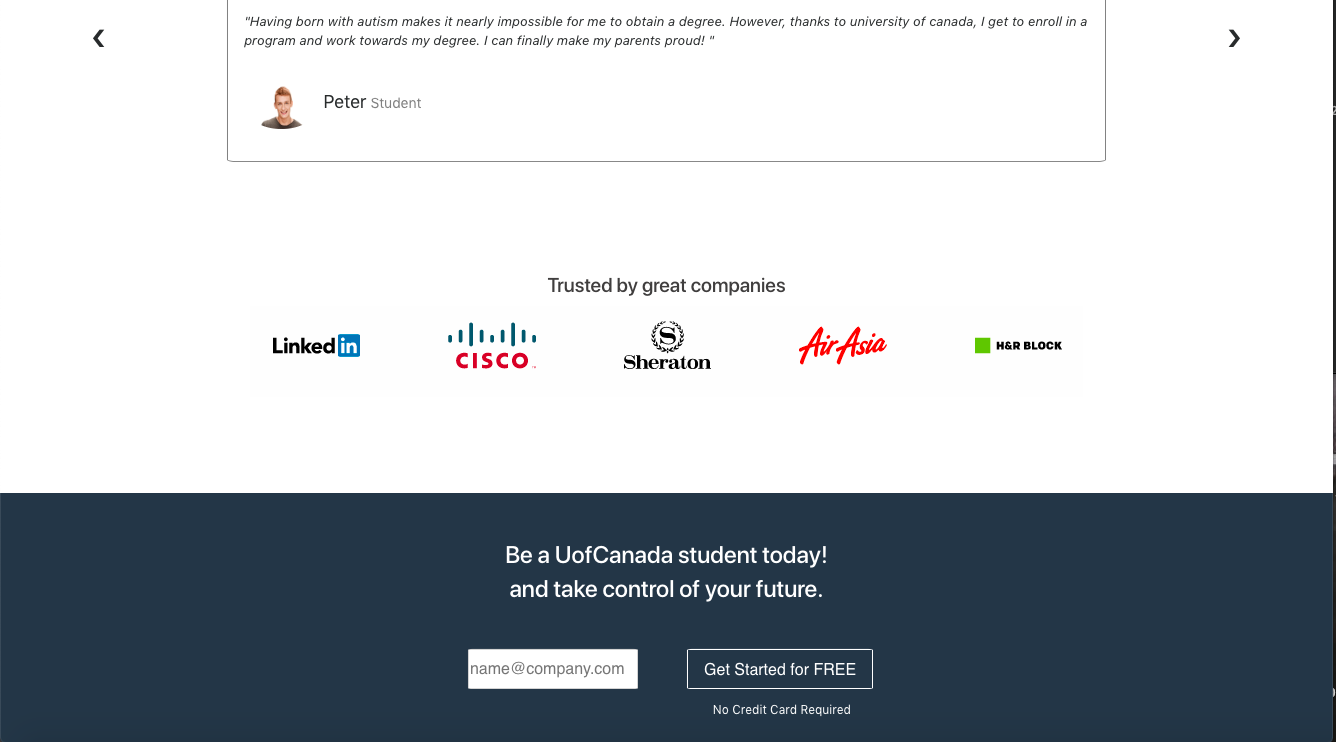 "Having born with autism makes it nearly impossible for me to obtain a degree. However, thanks to university of canada, I get to enroll in a
program and work towards my degree. I can finally make my parents proud! "
❮
❯
Peter Student
Trusted by great companies
Linked in
CISCO
S
Sheraton
AirAsia
H&R BLOCK
Be a UofCanada student today!
and take control of your future.
name@company.com
Get Started for FREE
No Credit Card Required